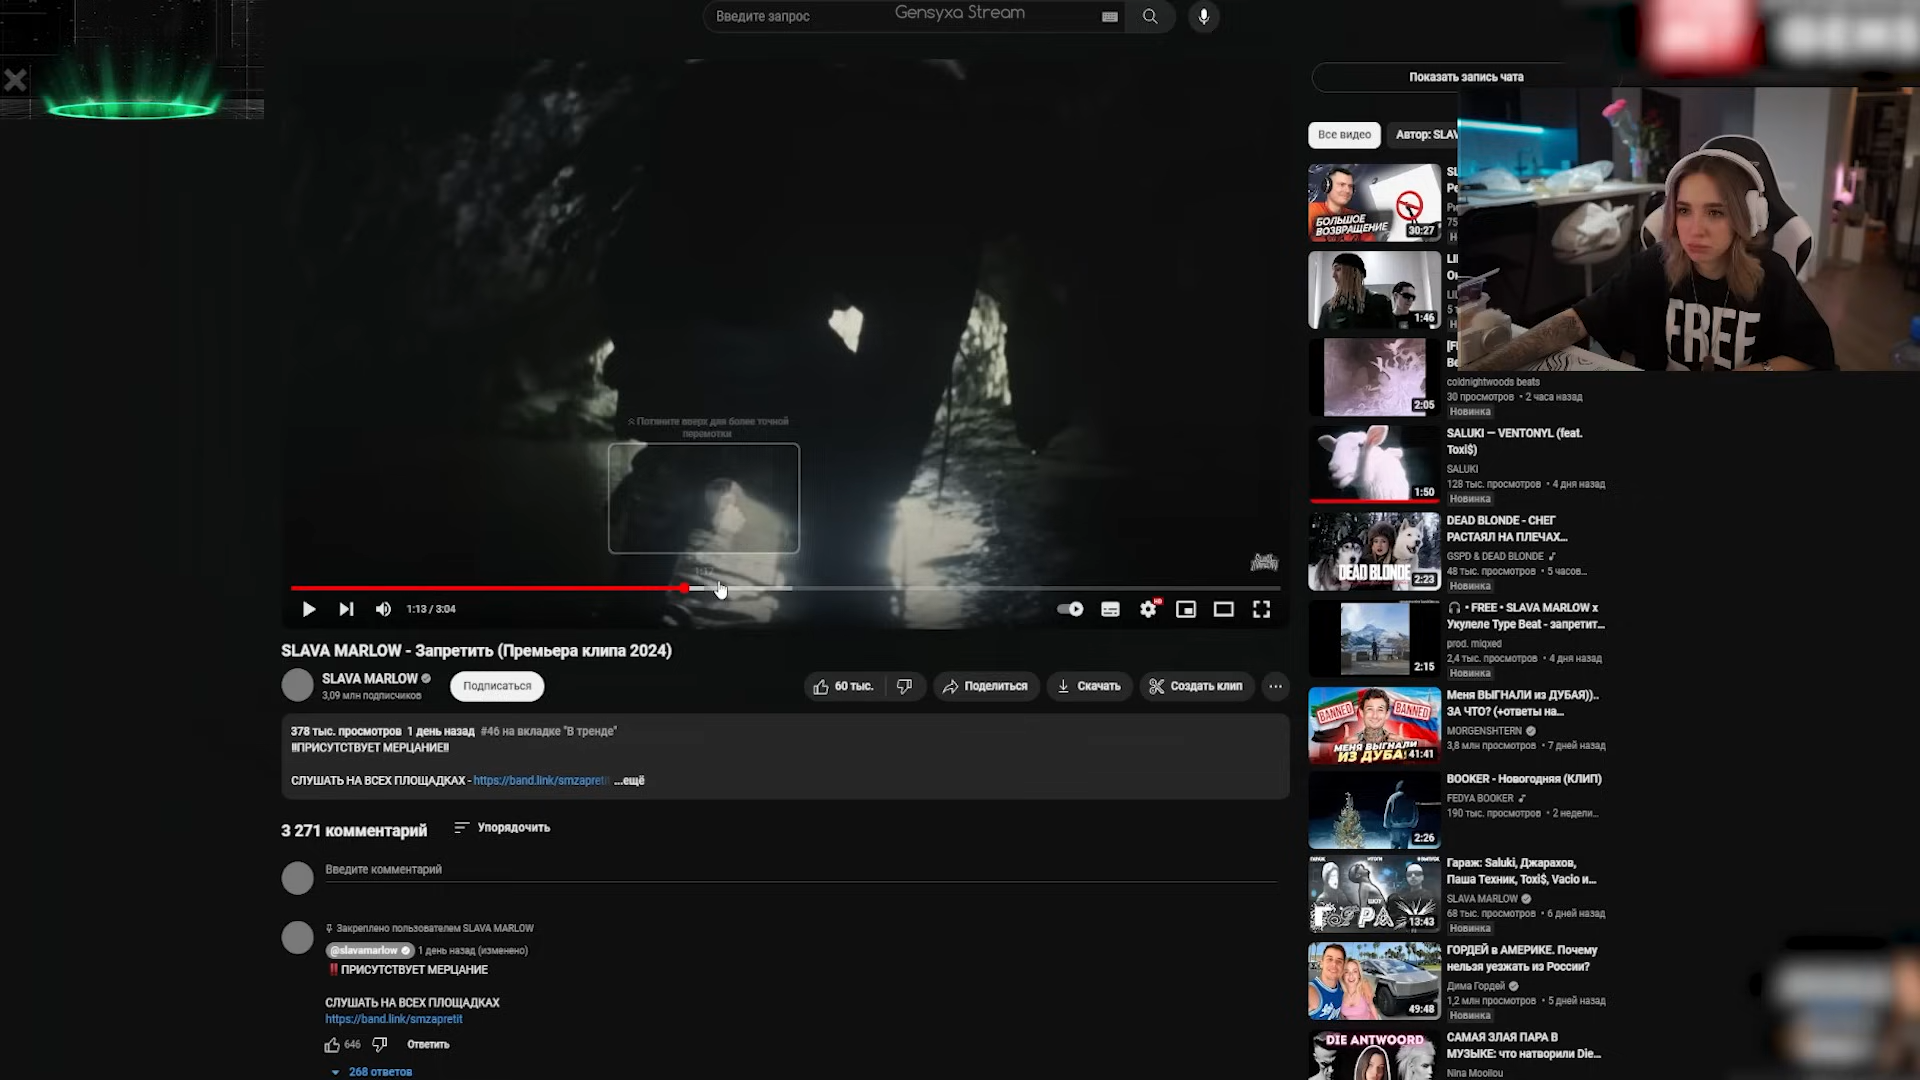 Введите запрос
Gensyxa Stream
Показать запись чата
Все видео
Автор: SLAV
БОЛЬШОЕ
ВОЗВРАЩЕНИЕ
30:27
1:46
coldnightwoods beats
30 просмотров • 2 часа назад
Новинка
2:05
SALUKI — VENTONYL (feat.
Toxi$)
SALUKI
128 тыс. просмотров • 4 дня назад
Новинка
1:50
DEAD BLONDE - СНЕГ
РАСТАЯЛ НА ПЛЕЧАХ...
GSPD & DEAD BLONDE
48 тыс. просмотров • 5 часов...
Новинка
DEAD BLONDE
2:23
• FREE • SLAVA MARLOW x
Укулеле Type Beat - запретит...
prod. miqxed
2,4 тыс. просмотров • 4 дня назад
Новинка
2:15
Меня ВЫГНАЛИ из ДУБАЯ))..
ЗА ЧТО? (+ответы на...
MORGENSHTERN
3,8 млн просмотров • 7 дней назад
BANNED
BANNED
МЕНЯ ВЫГНАЛИ
ИЗ ДУБА
41:41
BOOKER - Новогодняя (КЛИП)
FEDYA BOOKER
190 тыс. просмотров • 2 недели...
2:26
Гараж: Saluki, Джарахов,
Паша Техник, Toxi$, Vacio и...
SLAVA MARLOW
68 тыс. просмотров • 6 дней назад
Новинка
13:43
ГОРДЕЙ в АМЕРИКЕ. Почему
нельзя уезжать из России?
Дима Гордей
1,2 млн просмотров • 5 дней назад
Новинка
49:48
САМАЯ ЗЛАЯ ПАРА В
МУЗЫКЕ: что натворили Die...
DIE ANTWOORD
FREE
Потяните вверх для более точной
перемотки
1:13 / 3:04
SLAVA MARLOW - Запретить (Премьера клипа 2024)
SLAVA MARLOW
3,09 млн подписчиков
Подписаться
60 тыс.
Поделиться
Скачать
Создать клип
378 тыс. просмотров 1 день назад #46 на вкладке "В тренде"
‼️ПРИСУТСТВУЕТ МЕРЦАНИЕ‼️
СЛУШАТЬ НА ВСЕХ ПЛОЩАДКАХ - https://band.link/smzapretit ...ещё
3 271 комментарий
Упорядочить
Введите комментарий
Закреплено пользователем SLAVA MARLOW
@slavamarlow 1 день назад (изменено)
‼️ПРИСУТСТВУЕТ МЕРЦАНИЕ
СЛУШАТЬ НА ВСЕХ ПЛОЩАДКАХ
https://band.link/smzapretit
646
Ответить
268 ответов